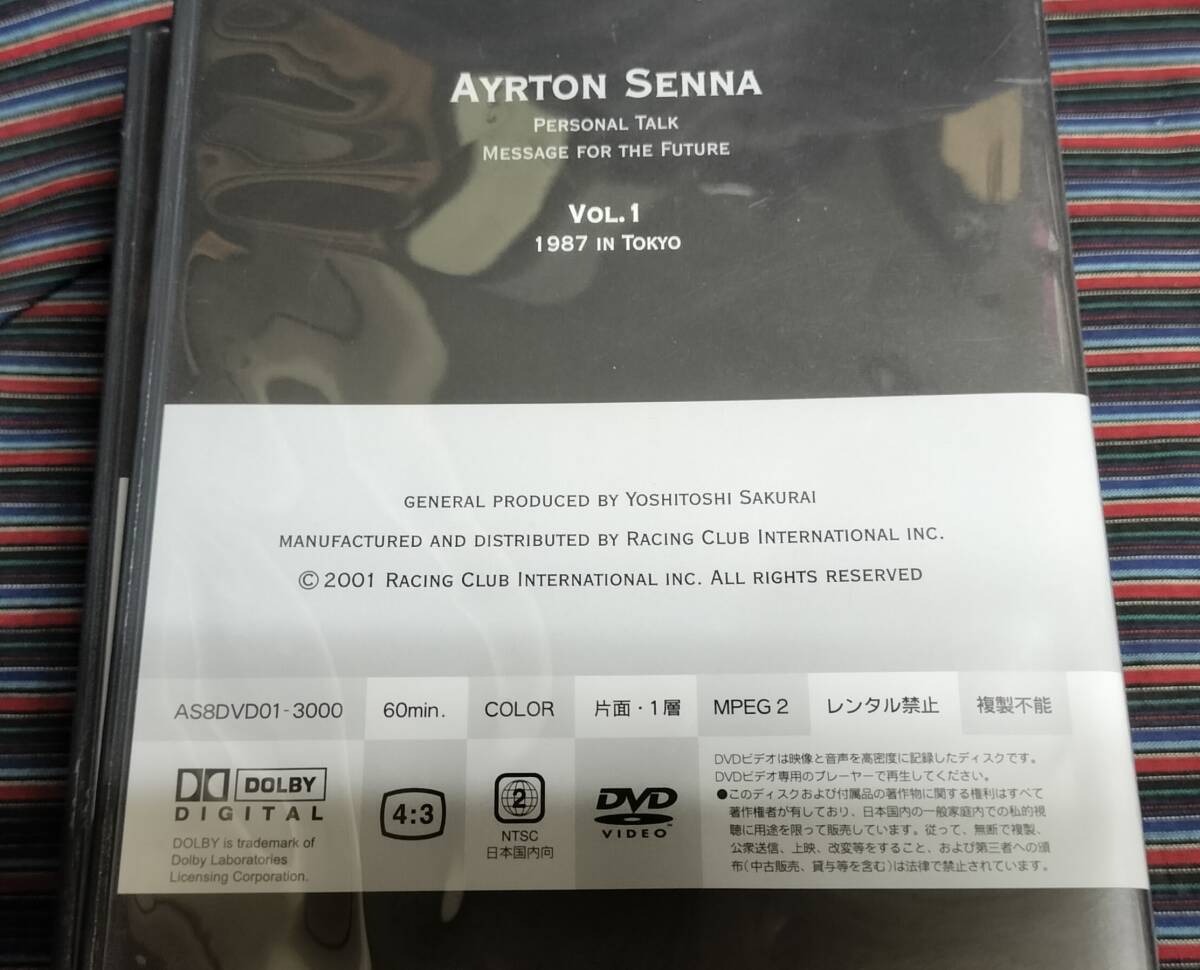 AYRTON SENNA
PERSONAL TALK
MESSAGE FOR THE FUTURE
VOL.1
1987 IN TOKYO
GENERAL PRODUCED BY YOSHITOSHI SAKURAI
MANUFACTURED AND DISTRIBUTED BY RACING CLUB INTERNATIONAL INC.
© 2001 RACING CLUB INTERNATIONAL INC. ALL RIGHTS RESERVED
AS8DVD01-3000 60min. COLOR 片面・1層 MPEG 2 レンタル禁止 複製不能
DOLBY
DIGITAL
DOLBY is trademark of
Dolby Laboratories
Licensing Corporation.
4:3
2
NTSC
日本国内向
DVD
VIDEO
DVDビデオは映像と音声を高密度に記録したディスクです。
DVDビデオ専用のプレーヤーで再生してください。
●このディスクおよび付属品の著作物に関する権利はすべて
著作権者が有しており、日本国内の一般家庭内での私的視
聴に用途を限って販売しています。従って、無断で複製、
公衆送信、上映、改変等をすること、および第三者への頒
布(中古販売、貸与等を含む)は法律で禁止されています。